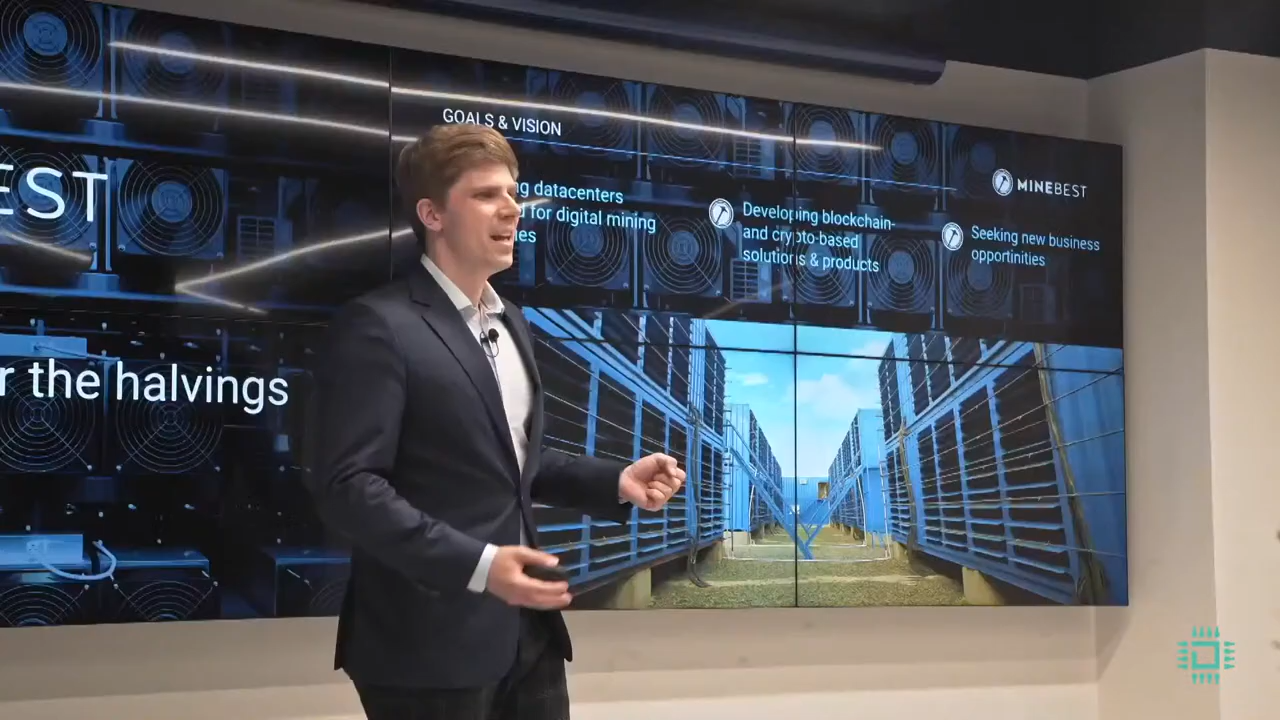 EST
r the halvings
GOALS & VISION
ng datacenters
d for digital mining
es
Developing blockchain-
and crypto-based
solutions & products
Seeking new business
opportinities
MINEBEST